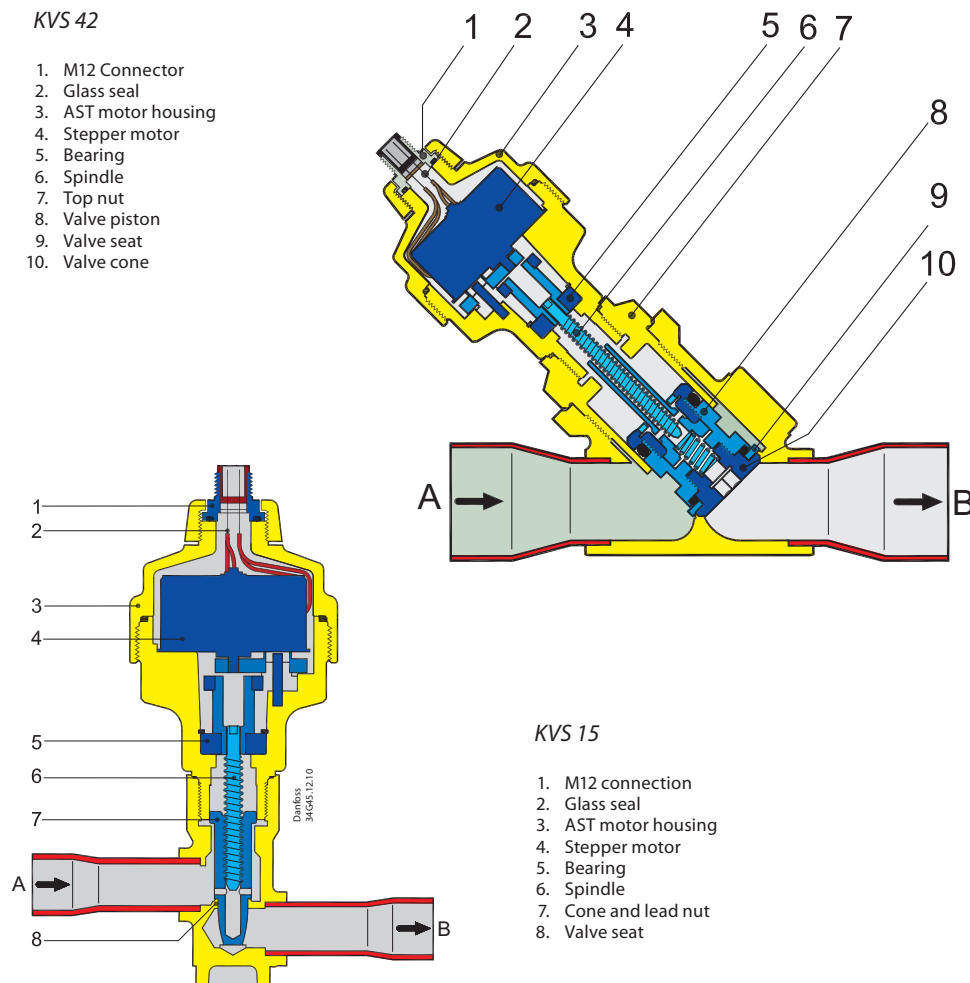 KVS 42
1. M12 Connector
2. Glass seal
3. AST motor housing
4. Stepper motor
5. Bearing
6. Spindle
7. Top nut
8. Valve piston
9. Valve seat
10. Valve cone
1 2 3 4 5 6 7
8
9
10
A
B
1
2
3
4
5
6
7
A
8
B
Danfoss
34G45.12.10
KVS 15
1. M12 connection
2. Glass seal
3. AST motor housing
4. Stepper motor
5. Bearing
6. Spindle
7. Cone and lead nut
8. Valve seat